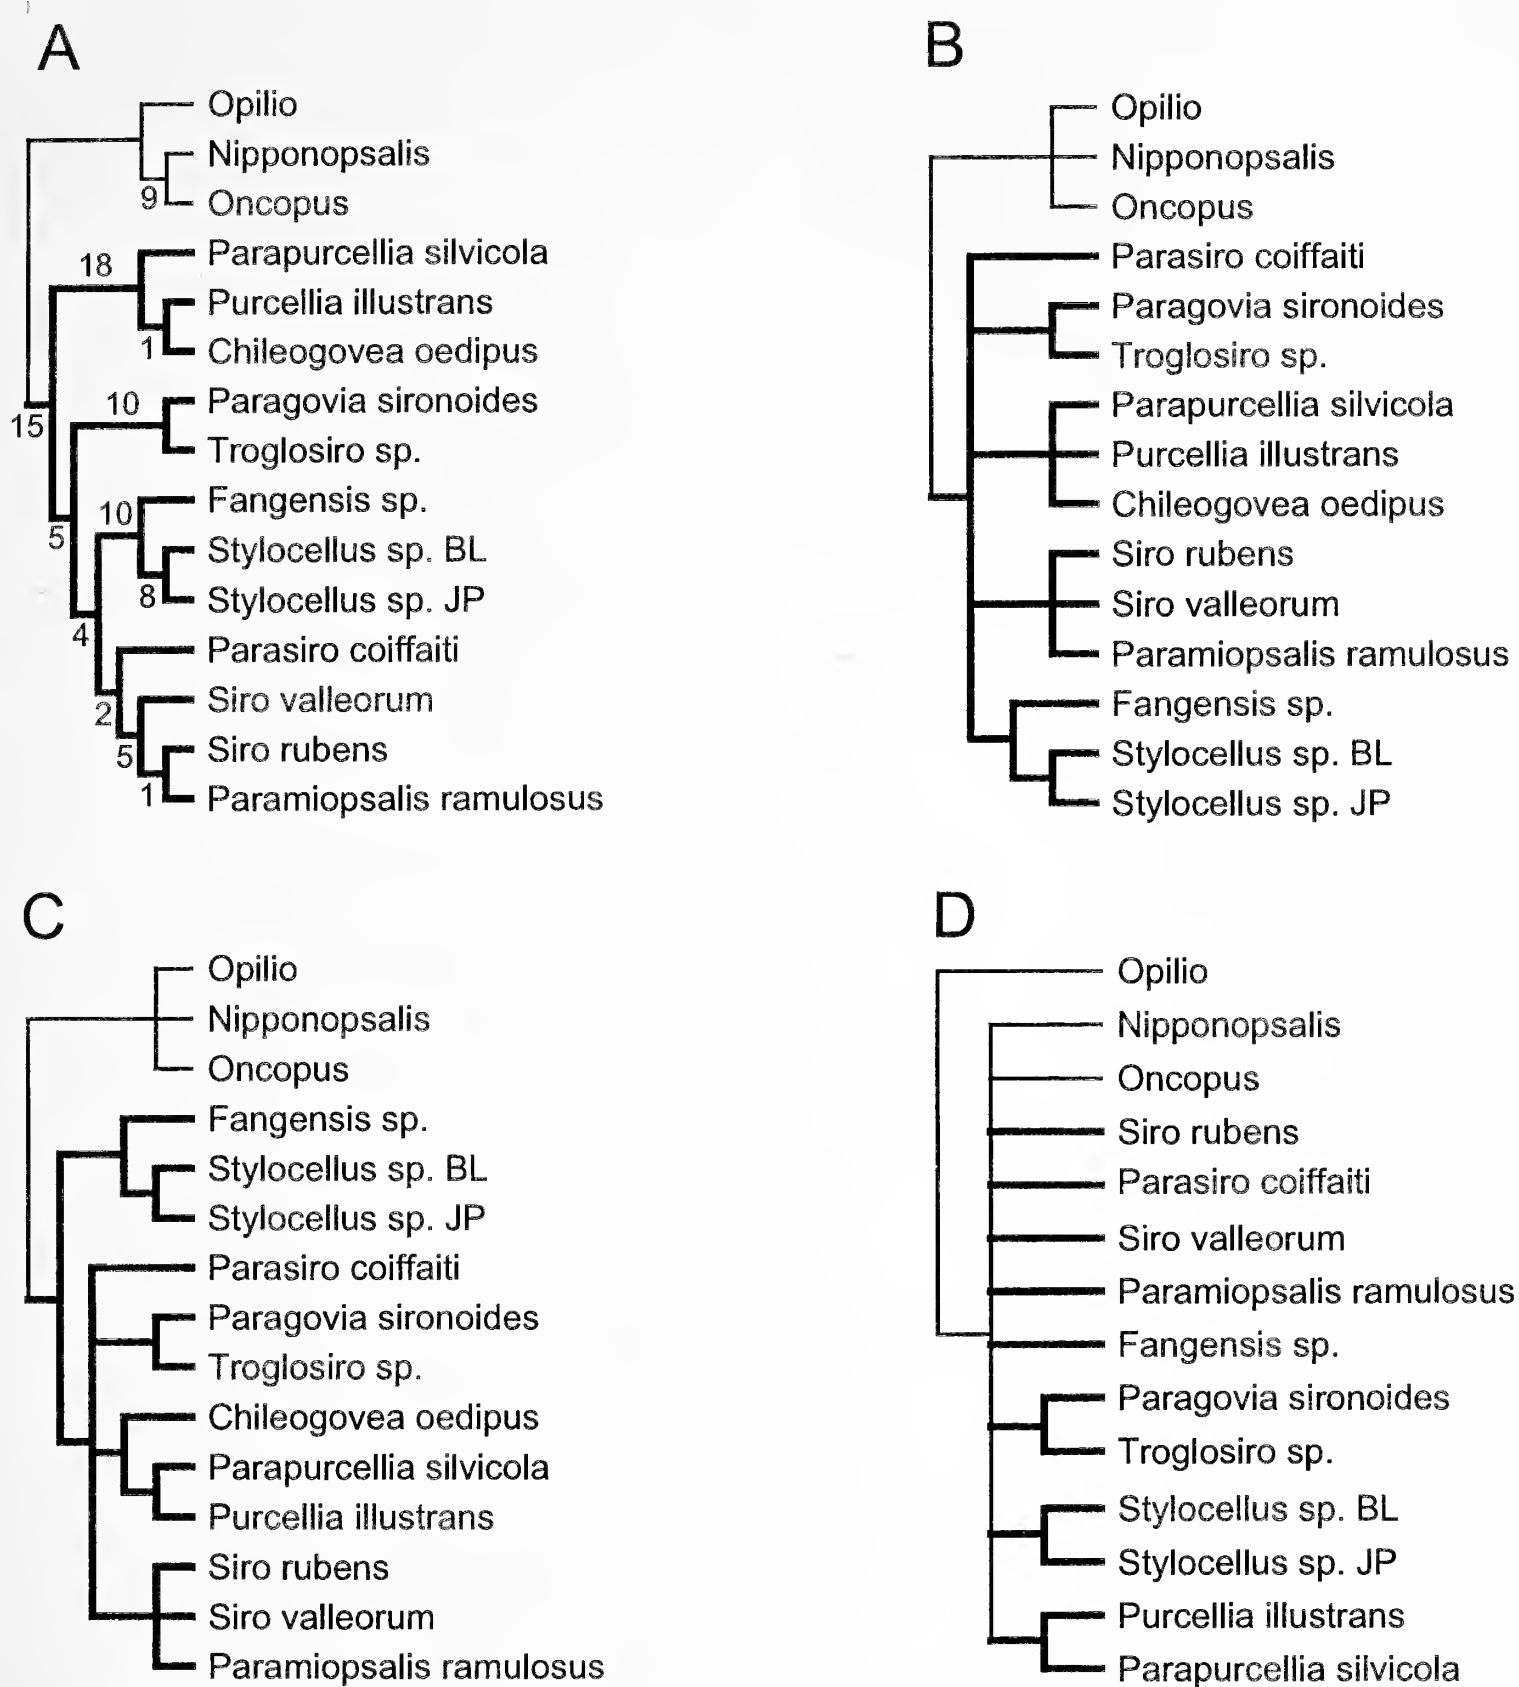 A
Opilio
Nipponopsalis
9
Oncopus
Parapurcellia silvicola
18
Purcellia illustrans
1
Chileogovea oedipus
Paragovia sironoides
10
15
Troglosiro sp.
Fangensis sp.
10
5
Stylocellus sp. BL
8
Stylocellus sp. JP
4
Parasiro coiffaiti
Siro valleorum
2
5
Siro rubens
1
Paramiopsalis ramulosus
B
Opilio
Nipponopsalis
Oncopus
Parasiro coiffaiti
Paragovia sironoides
Troglosiro sp.
Parapurcellia silvicola
Purcellia illustrans
Chileogovea oedipus
Siro rubens
Siro valleorum
Paramiopsalis ramulosus
Fangensis sp.
Stylocellus sp. BL
Stylocellus sp. JP
C
Opilio
Nipponopsalis
Oncopus
Fangensis sp.
Stylocellus sp. BL
Stylocellus sp. JP
Parasiro coiffaiti
Paragovia sironoides
Troglosiro sp.
Chileogovea oedipus
Parapurcellia silvicola
Purcellia illustrans
Siro rubens
Siro valleorum
Paramiopsalis ramulosus
D
Opilio
Nipponopsalis
Oncopus
Siro rubens
Parasiro coiffaiti
Siro valleorum
Paramiopsalis ramulosus
Fangensis sp.
Paragovia sironoides
Troglosiro sp.
Stylocellus sp. BL
Stylocellus sp. JP
Purcellia illustrans
Parapurcellia silvicola